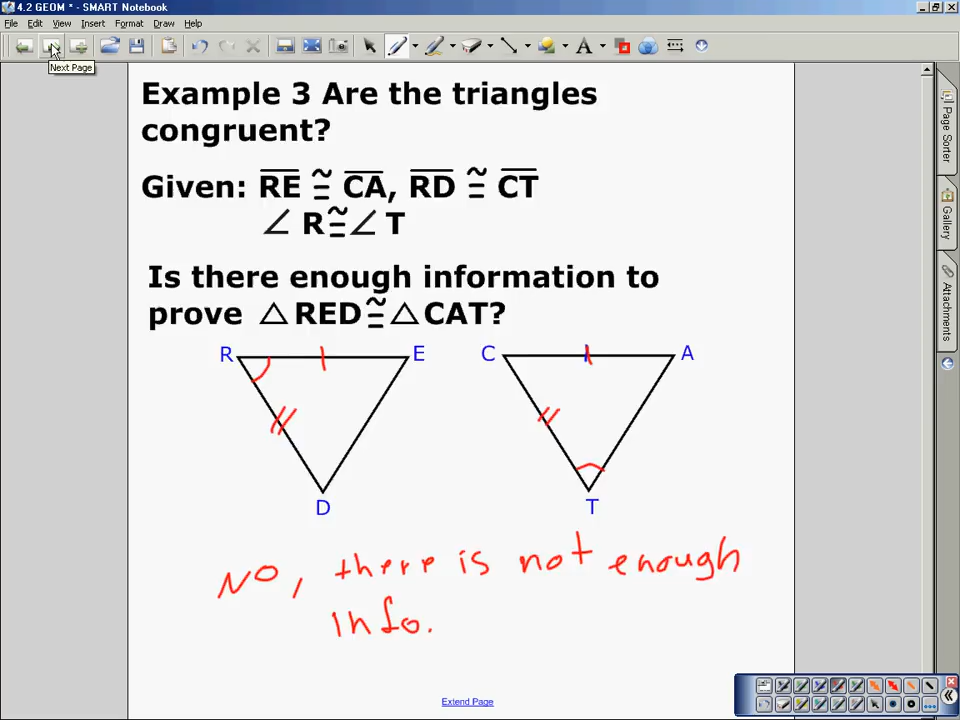 4.2 GEOM * - SMART Notebook
File Edit View Insert Format Draw Help
Next Page
Example 3 Are the triangles
congruent?
Given: RE ≅ CA, RD ≅ CT
∠ R ≅ ∠ T
Is there enough information to
prove △RED ≅ △CAT?
R E C A
D T
NO, there is not enough
info.
Extend Page
Page Sorter
Gallery
Attachments